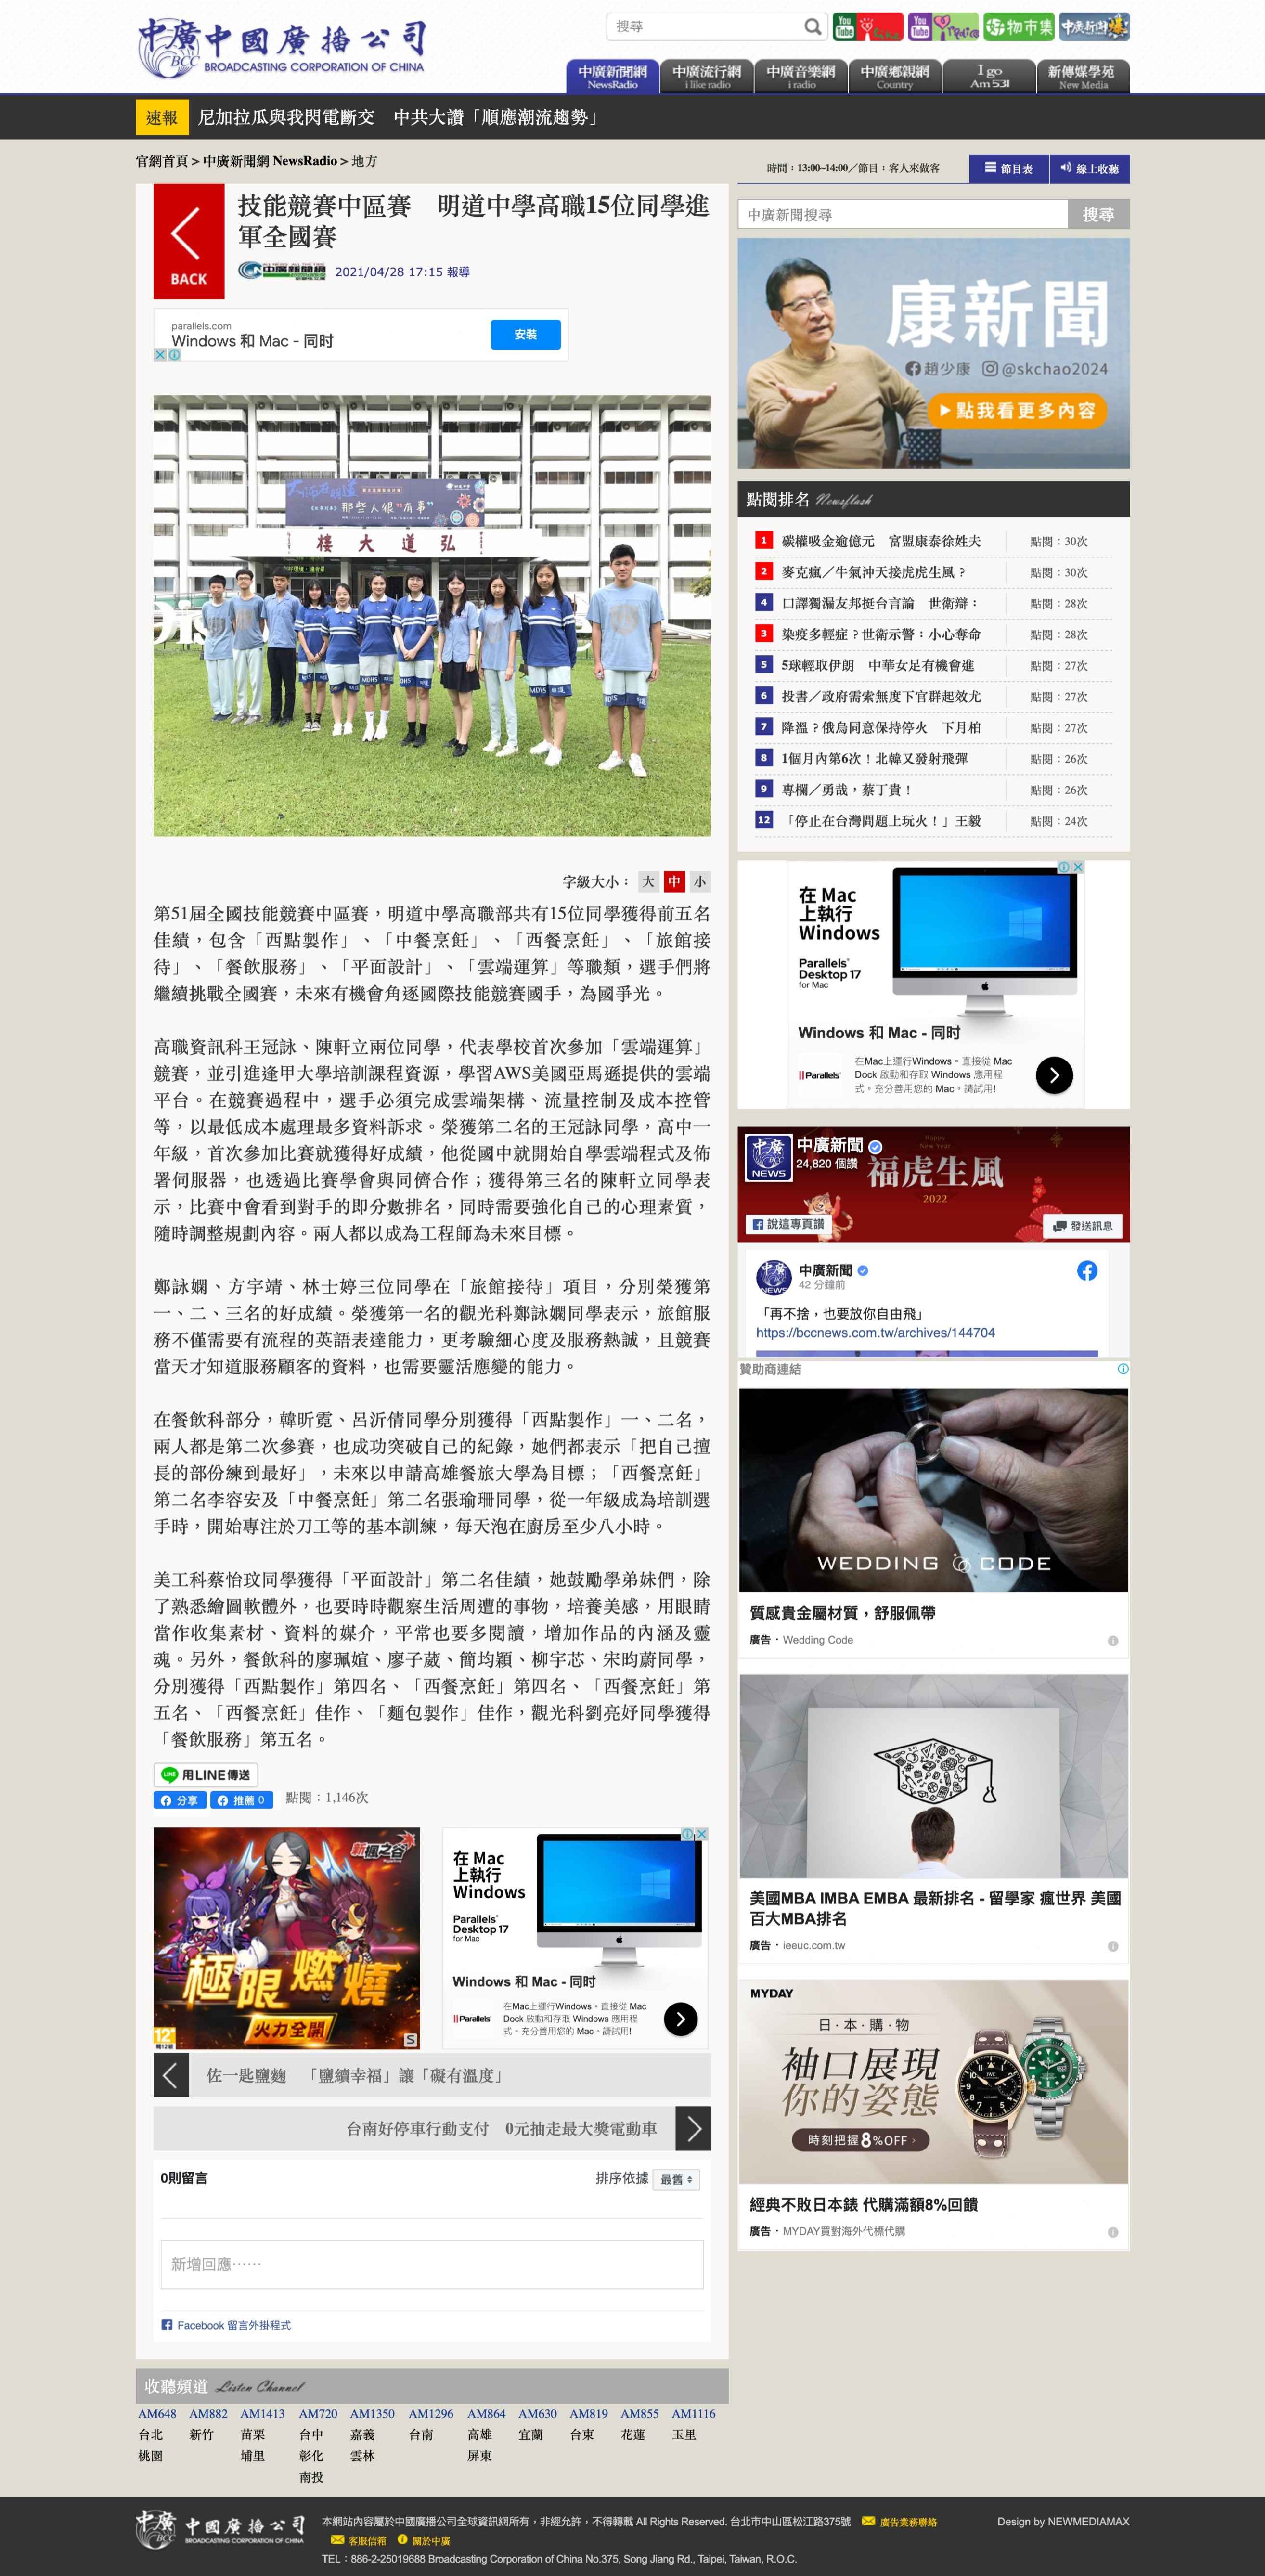 中國廣播公司
BCC
BROADCASTING CORPORATION OF CHINA
搜尋
中廣新聞網
NewsRadio
中廣流行網
i like radio
中廣音樂網
i radio
中廣鄉親網
Country
I go
Am 531
新傳媒學苑
New Media
速報
尼加拉瓜與我閃電斷交　中共大讚「順應潮流趨勢」
官網首頁 > 中廣新聞網 NewsRadio > 地方
時間：13:00~14:00／節目：客人來做客
節目表
線上收聽
BACK
技能競賽中區賽　明道中學高職15位同學進
軍全國賽
中廣新聞網
2021/04/28 17:15 報導
parallels.com
Windows 和 Mac - 同时
安裝
那些人很"有事"
樓大道弘
MDHS
字級大小： 大 中 小
第51屆全國技能競賽中區賽，明道中學高職部共有15位同學獲得前五名
佳績，包含「西點製作」、「中餐烹飪」、「西餐烹飪」、「旅館接
待」、「餐飲服務」、「平面設計」、「雲端運算」等職類，選手們將
繼續挑戰全國賽，未來有機會角逐國際技能競賽國手，為國爭光。
高職資訊科王冠詠、陳軒立兩位同學，代表學校首次參加「雲端運算」
競賽，並引進逢甲大學培訓課程資源，學習AWS美國亞馬遜提供的雲端
平台。在競賽過程中，選手必須完成雲端架構、流量控制及成本控管
等，以最低成本處理最多資料訴求。榮獲第二名的王冠詠同學，高中一
年級，首次參加比賽就獲得好成績，他從國中就開始自學雲端程式及佈
署伺服器，也透過比賽學會與同儕合作；獲得第三名的陳軒立同學表
示，比賽中會看到對手的即分數排名，同時需要強化自己的心理素質，
隨時調整規劃內容。兩人都以成為工程師為未來目標。
鄭詠嫻、方宇靖、林士婷三位同學在「旅館接待」項目，分別榮獲第
一、二、三名的好成績。榮獲第一名的觀光科鄭詠嫻同學表示，旅館服
務不僅需要有流程的英語表達能力，更考驗細心度及服務熱誠，且競賽
當天才知道服務顧客的資料，也需要靈活應變的能力。
在餐飲科部分，韓昕霓、呂沂倩同學分別獲得「西點製作」一、二名，
兩人都是第二次參賽，也成功突破自己的紀錄，她們都表示「把自己擅
長的部份練到最好」，未來以申請高雄餐旅大學為目標；「西餐烹飪」
第二名李容安及「中餐烹飪」第二名張瑜珊同學，從一年級成為培訓選
手時，開始專注於刀工等的基本訓練，每天泡在廚房至少八小時。
美工科蔡怡玟同學獲得「平面設計」第二名佳績，她鼓勵學弟妹們，除
了熟悉繪圖軟體外，也要時時觀察生活周遭的事物，培養美感，用眼睛
當作收集素材、資料的媒介，平常也要多閱讀，增加作品的內涵及靈
魂。另外，餐飲科的廖珮媗、廖子葳、簡均穎、柳宇芯、宋昀蔚同學，
分別獲得「西點製作」第四名、「西餐烹飪」第四名、「西餐烹飪」第
五名、「西餐烹飪」佳作、「麵包製作」佳作，觀光科劉亮妤同學獲得
「餐飲服務」第五名。
用LINE傳送
分享
推薦 0
點閱：1,146次
新楓之谷
極限燃燒
火力全開
12+
在 Mac
上執行
Windows
Parallels®
Desktop 17
for Mac
Windows 和 Mac - 同时
Parallels
在Mac上運行Windows。直接從 Mac
Dock 啟動和存取 Windows 應用程
式。充分善用您的 Mac。請試用!
佐一匙鹽麴　「鹽續幸福」讓「礙有溫度」
台南好停車行動支付　0元抽走最大獎電動車
0則留言
排序依據 最舊
新增回應……
Facebook 留言外掛程式
中廣新聞搜尋
搜尋
康新聞
趙少康 @skchao2024
點我看更多內容
點閱排名 Newsflash
1 碳權吸金逾億元　富盟康泰徐姓夫 點閱：30次
2 麥克瘋／牛氣沖天接虎虎生風？ 點閱：30次
4 口譯獨漏友邦挺台言論　世衛辯： 點閱：28次
3 染疫多輕症？世衛示警：小心奪命 點閱：28次
5 5球輕取伊朗　中華女足有機會進 點閱：27次
6 投書／政府需索無度下官群起效尤 點閱：27次
7 降溫？俄烏同意保持停火　下月柏 點閱：27次
8 1個月內第6次！北韓又發射飛彈 點閱：26次
9 專欄／勇哉，蔡丁貴！ 點閱：26次
12 「停止在台灣問題上玩火！」王毅 點閱：24次
在 Mac
上執行
Windows
Parallels®
Desktop 17
for Mac
Windows 和 Mac - 同时
Parallels
在Mac上運行Windows。直接從 Mac
Dock 啟動和存取 Windows 應用程
式。充分善用您的 Mac。請試用!
中廣新聞
24,820 個讚
Happy
New Year
福虎生風
2022
說這專頁讚
發送訊息
中廣新聞
42 分鐘前
「再不捨，也要放你自由飛」
https://bccnews.com.tw/archives/144704
贊助商連結
WEDDING CODE
質感貴金屬材質，舒服佩帶
廣告・Wedding Code
美國MBA IMBA EMBA 最新排名 - 留學家 瘋世界 美國
百大MBA排名
廣告・ieeuc.com.tw
MYDAY
日・本・購・物
袖口展現
你的姿態
時刻把握8%OFF >
經典不敗日本錶 代購滿額8%回饋
廣告・MYDAY買對海外代標代購
收聽頻道 Listen Channel
AM648 AM882 AM1413 AM720 AM1350 AM1296 AM864 AM630 AM819 AM855 AM1116
台北 新竹 苗栗 台中 嘉義 台南 高雄 宜蘭 台東 花蓮 玉里
桃園 埔里 彰化 雲林 屏東
南投
中國廣播公司
BROADCASTING CORPORATION OF CHINA
本網站內容屬於中國廣播公司全球資訊網所有，非經允許，不得轉載 All Rights Reserved. 台北市中山區松江路375號 廣告業務聯絡
客服信箱 關於中廣
TEL：886-2-25019688 Broadcasting Corporation of China No.375, Song Jiang Rd., Taipei, Taiwan, R.O.C.
Design by NEWMEDIAMAX